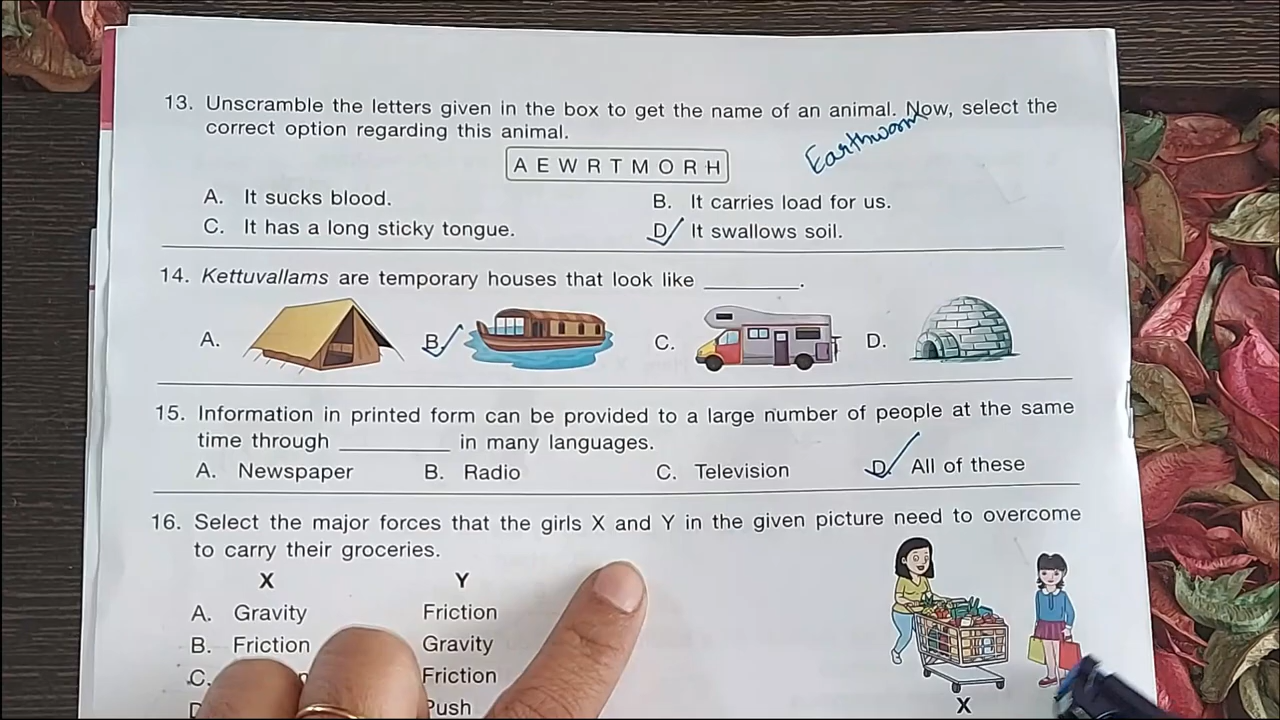 13. Unscramble the letters given in the box to get the name of an animal. Now, select the
correct option regarding this animal.
Earthworm
A E W R T M O R H
A. It sucks blood. B. It carries load for us.
C. It has a long sticky tongue. D. It swallows soil.
14. Kettuvallams are temporary houses that look like ________.
A. B. C. D.
15. Information in printed form can be provided to a large number of people at the same
time through _________ in many languages.
A. Newspaper B. Radio C. Television D. All of these
16. Select the major forces that the girls X and Y in the given picture need to overcome
to carry their groceries.
X Y
A. Gravity Friction
B. Friction Gravity
C. Friction
Push
X